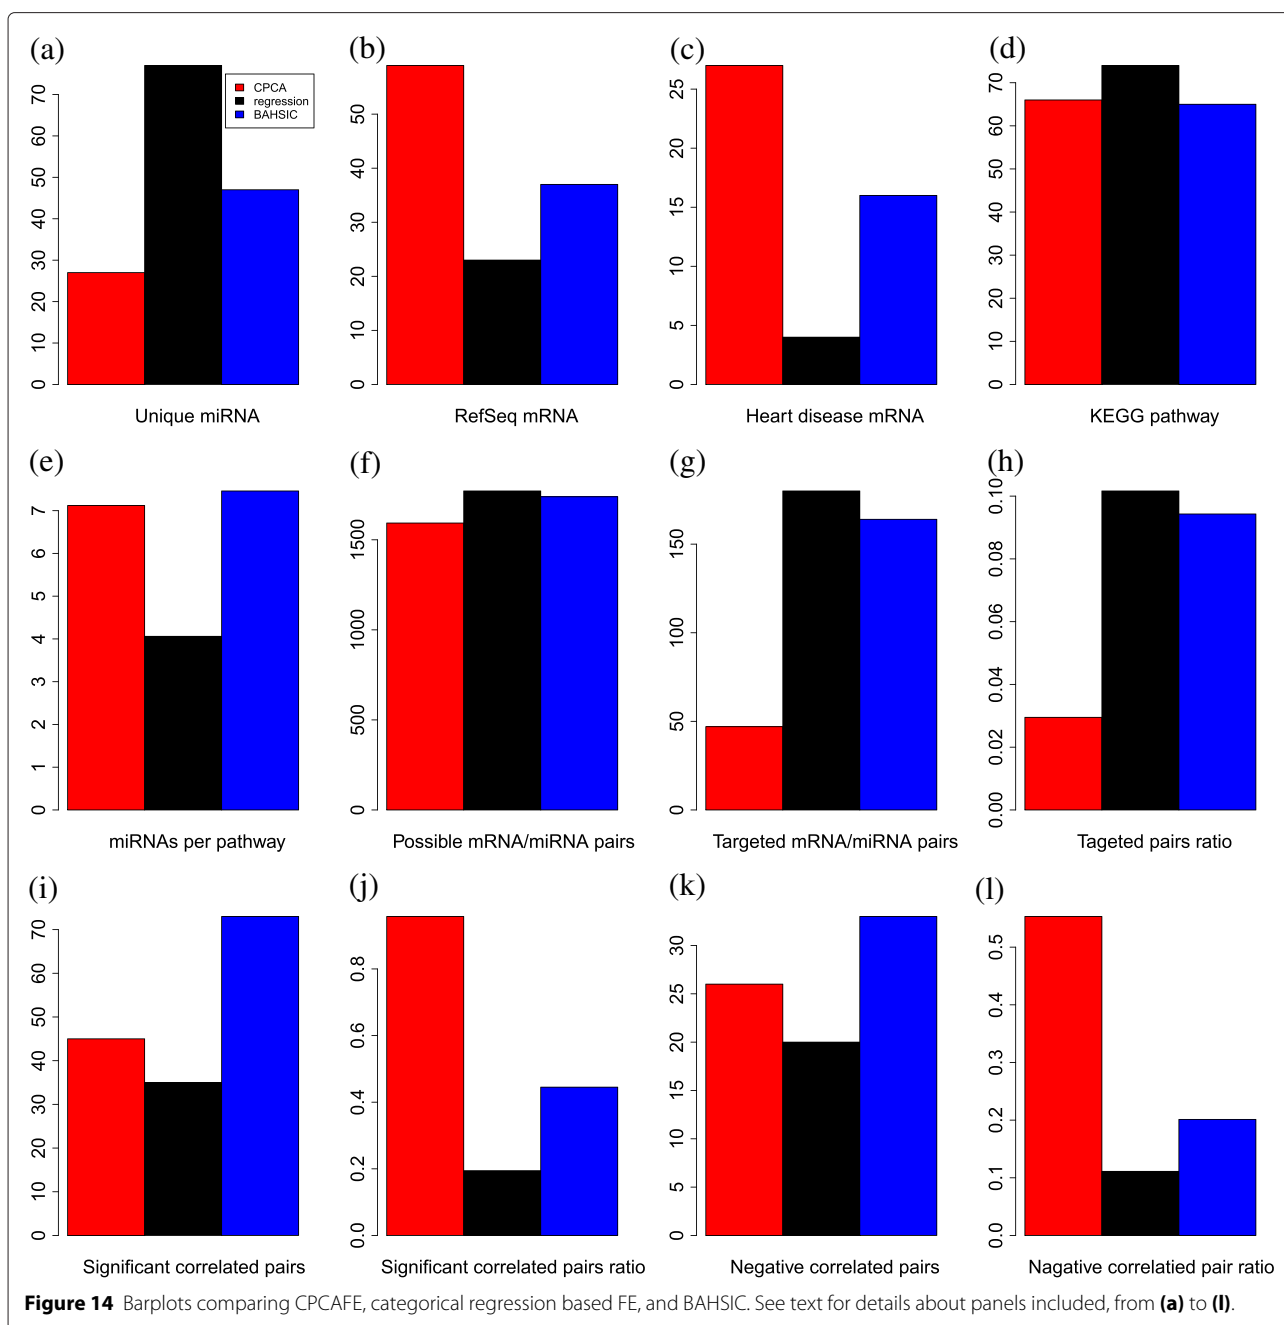 (a)
70
60
50
40
30
20
10
0
CPCA
regression
BAHSIC
Unique miRNA
(b)
50
40
30
20
10
0
RefSeq mRNA
(c)
25
20
15
10
5
0
Heart disease mRNA
(d)
70
60
50
40
30
20
10
0
KEGG pathway
(e)
7
6
5
4
3
2
1
0
miRNAs per pathway
(f)
1500
1000
500
0
Possible mRNA/miRNA pairs
(g)
150
100
50
0
Targeted mRNA/miRNA pairs
(h)
0.10
0.08
0.06
0.04
0.02
0.00
Tageted pairs ratio
(i)
70
60
50
40
30
20
10
0
Significant correlated pairs
(j)
0.8
0.6
0.4
0.2
0.0
Significant correlated pairs ratio
(k)
30
25
20
15
10
5
0
Negative correlated pairs
(l)
0.5
0.4
0.3
0.2
0.1
0.0
Nagative correlatied pair ratio
Figure 14 Barplots comparing CPCAFE, categorical regression based FE, and BAHSIC. See text for details about panels included, from (a) to (l).